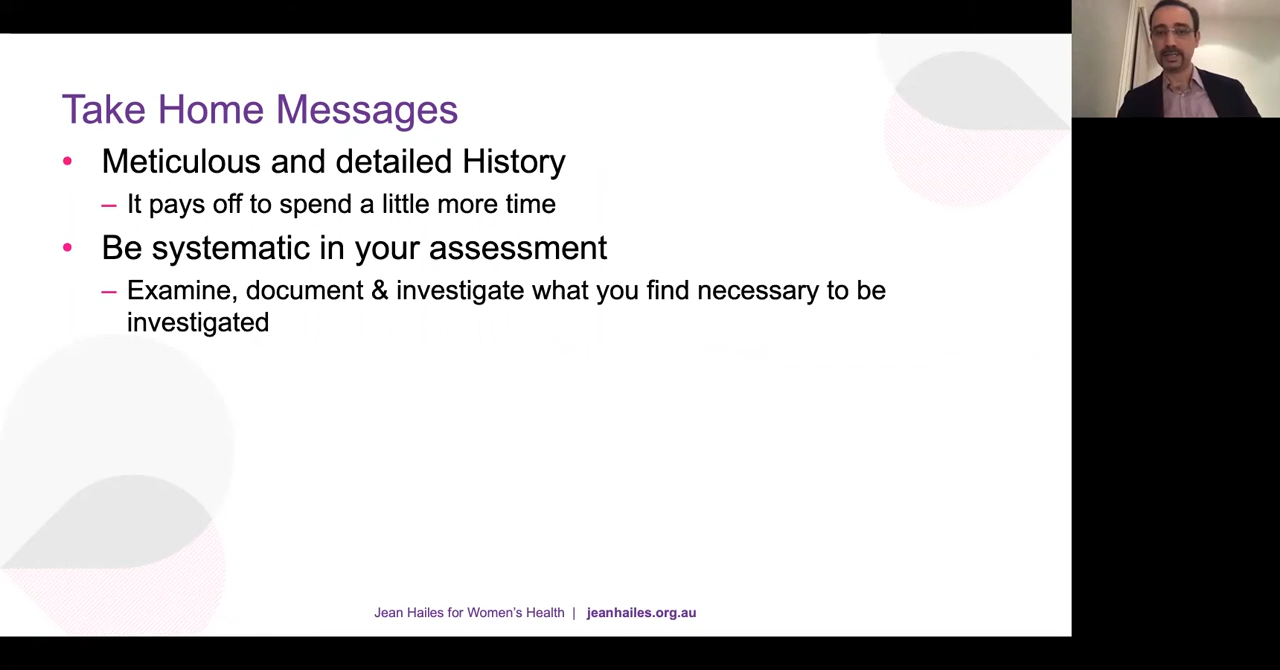 Take Home Messages
• Meticulous and detailed History
– It pays off to spend a little more time
• Be systematic in your assessment
– Examine, document & investigate what you find necessary to be
investigated
Jean Hailes for Women's Health | jeanhailes.org.au